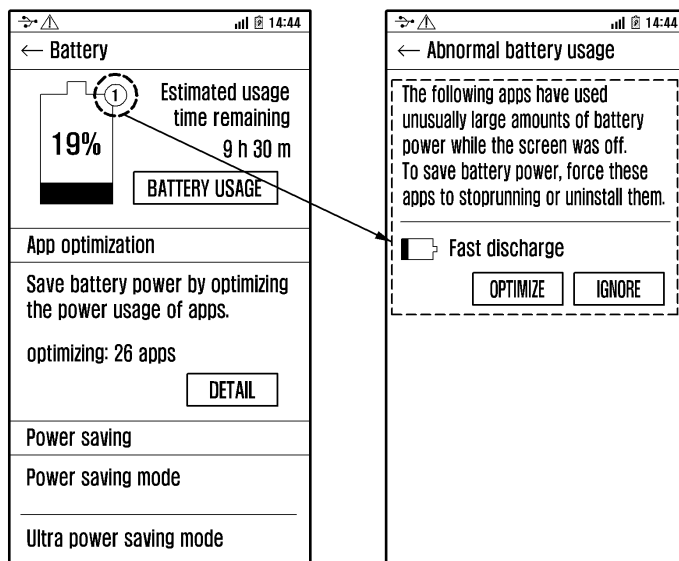 14:44
← Battery
1
Estimated usage
time remaining
19%
9 h 30 m
BATTERY USAGE
App optimization
Save battery power by optimizing
the power usage of apps.
optimizing: 26 apps
DETAIL
Power saving
Power saving mode
Ultra power saving mode
14:44
← Abnormal battery usage
The following apps have used
unusually large amounts of battery
power while the screen was off.
To save battery power, force these
apps to stoprunning or uninstall them.
Fast discharge
OPTIMIZE IGNORE